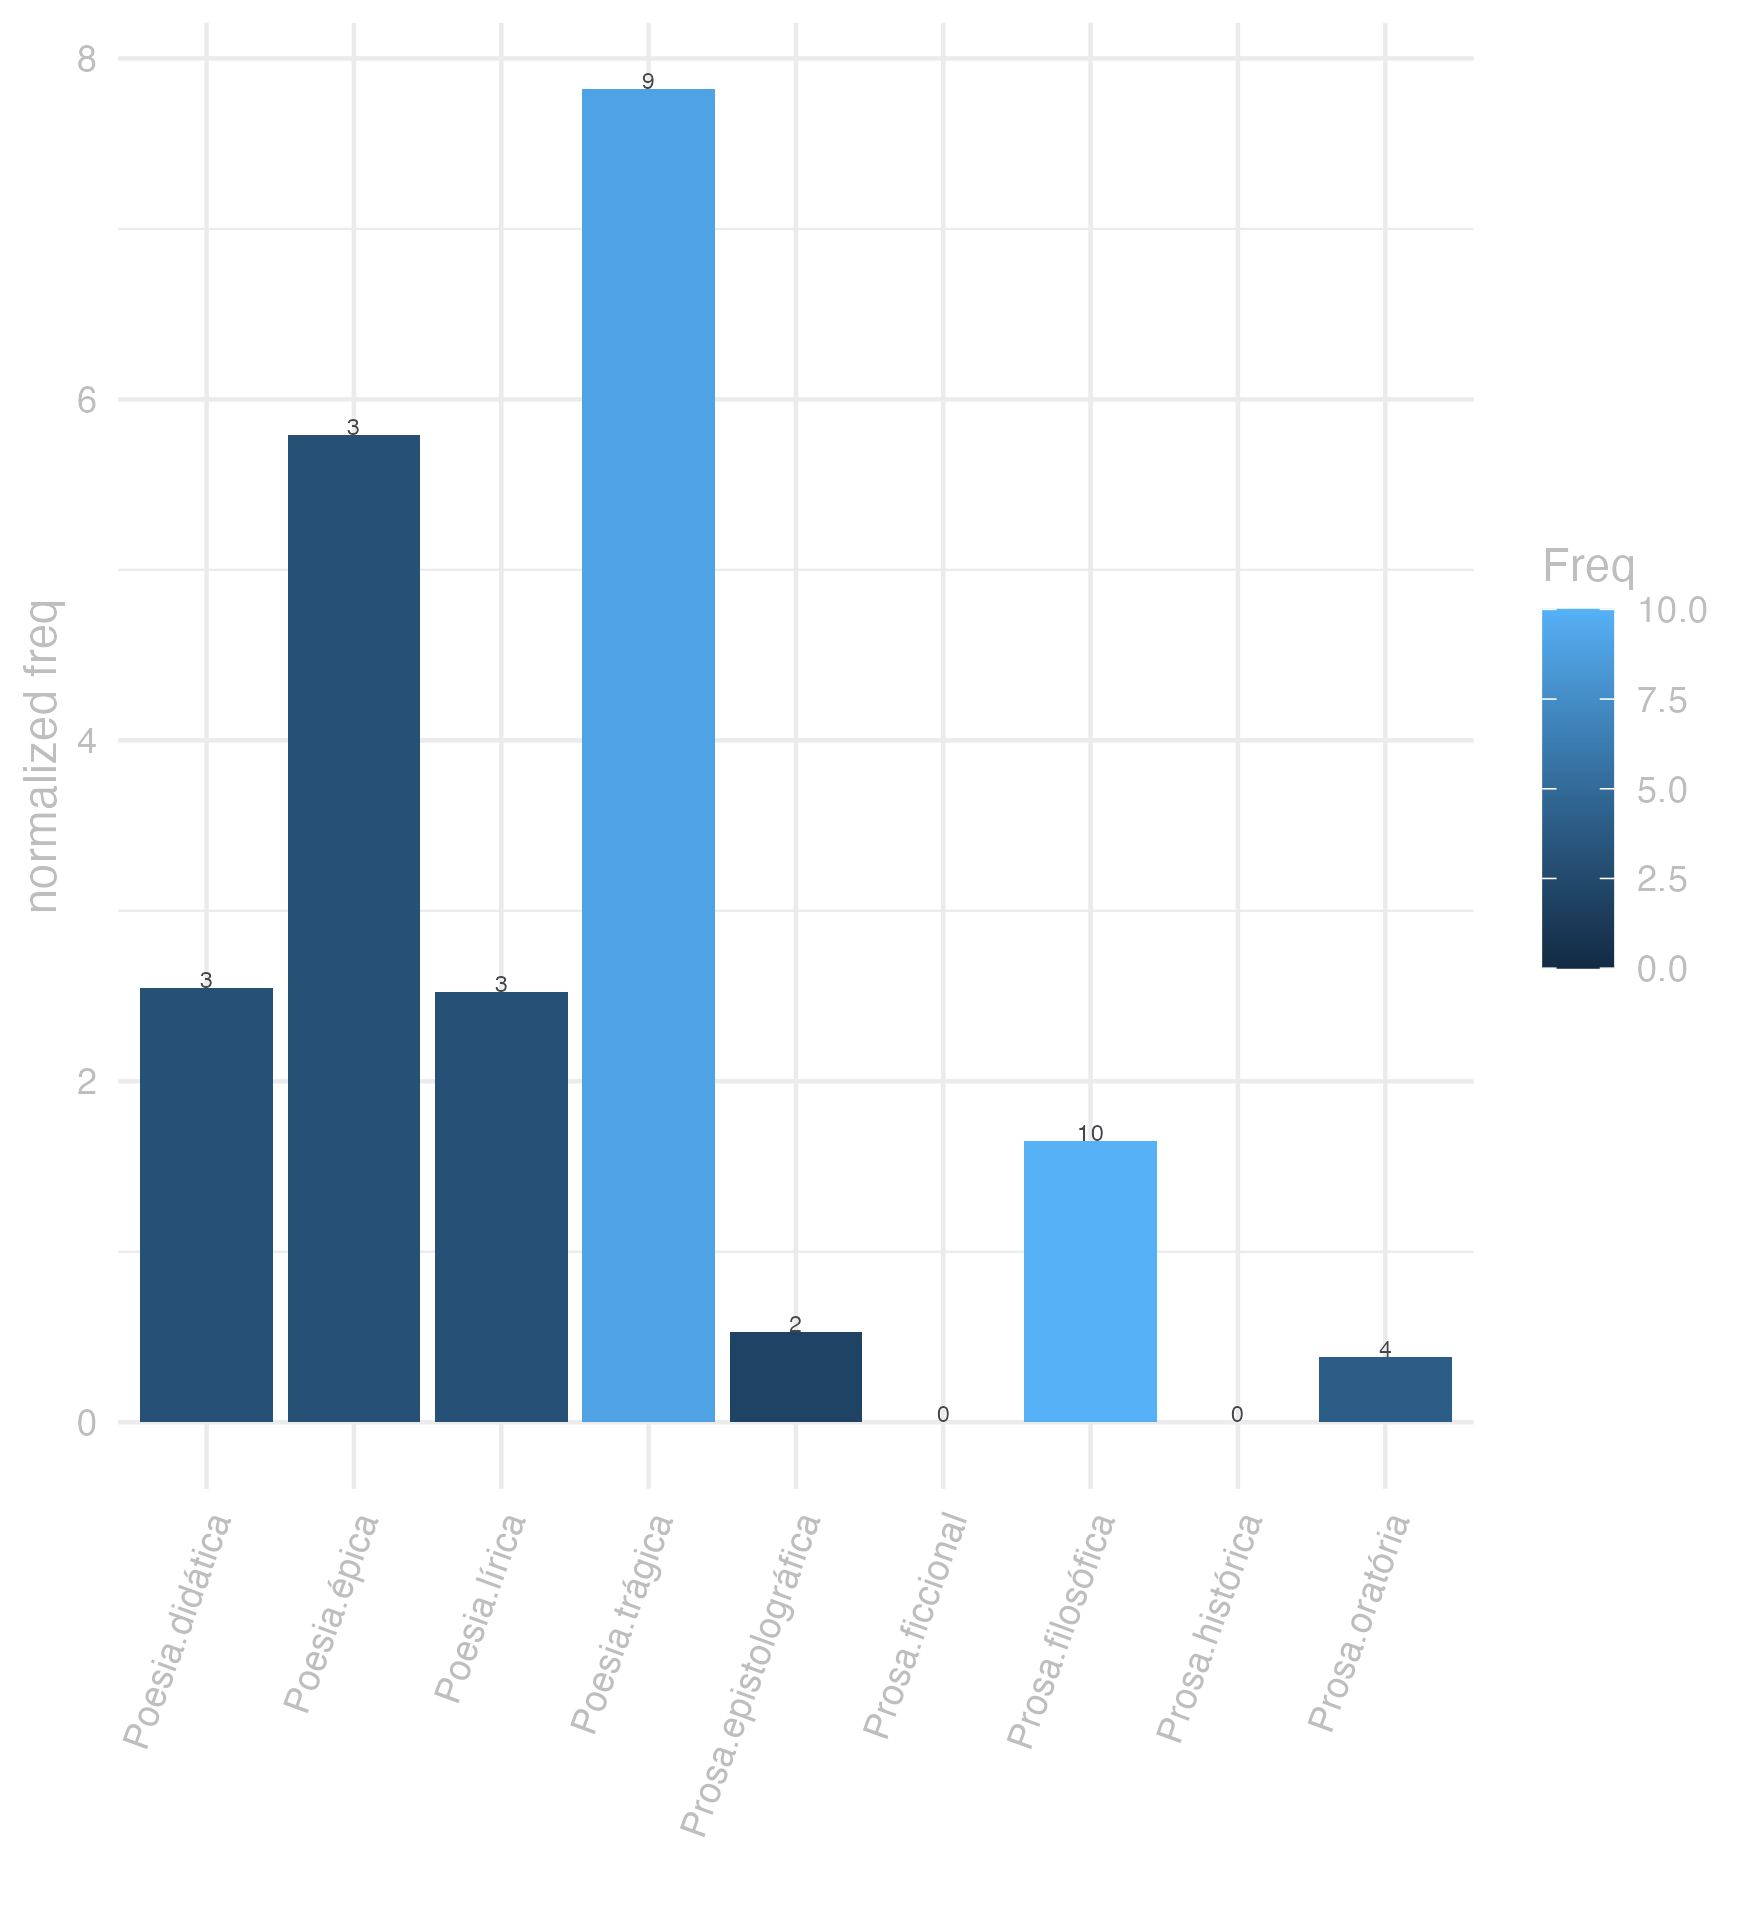 8
6
4
2
0
normalized freq
3
3
3
9
2
0
10
0
4
Poesia.didática
Poesia.épica
Poesia.lírica
Poesia.trágica
Prosa.epistolográfica
Prosa.ficcional
Prosa.filosófica
Prosa.histórica
Prosa.oratória
Freq
10.0
7.5
5.0
2.5
0.0